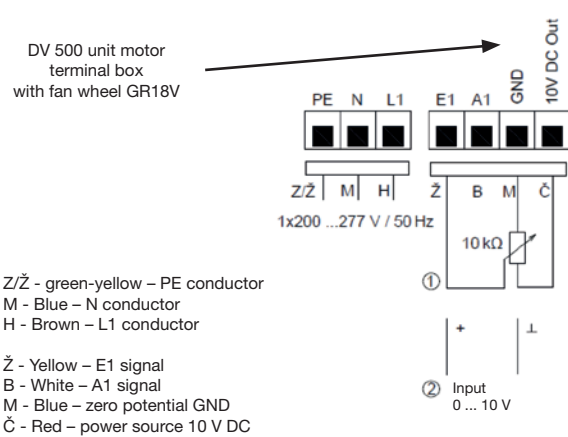 DV 500 unit motor
terminal box
with fan wheel GR18V
PE N L1 E1 A1 GND 10V DC Out
Z/Ž M H Ž B M Č
1x200 ...277 V / 50 Hz
10 kΩ
①
Z/Ž - green-yellow – PE conductor
M - Blue – N conductor
H - Brown – L1 conductor
Ž - Yellow – E1 signal
B - White – A1 signal
M - Blue – zero potential GND
Č - Red – power source 10 V DC
+ ⊥
② Input
0 ... 10 V